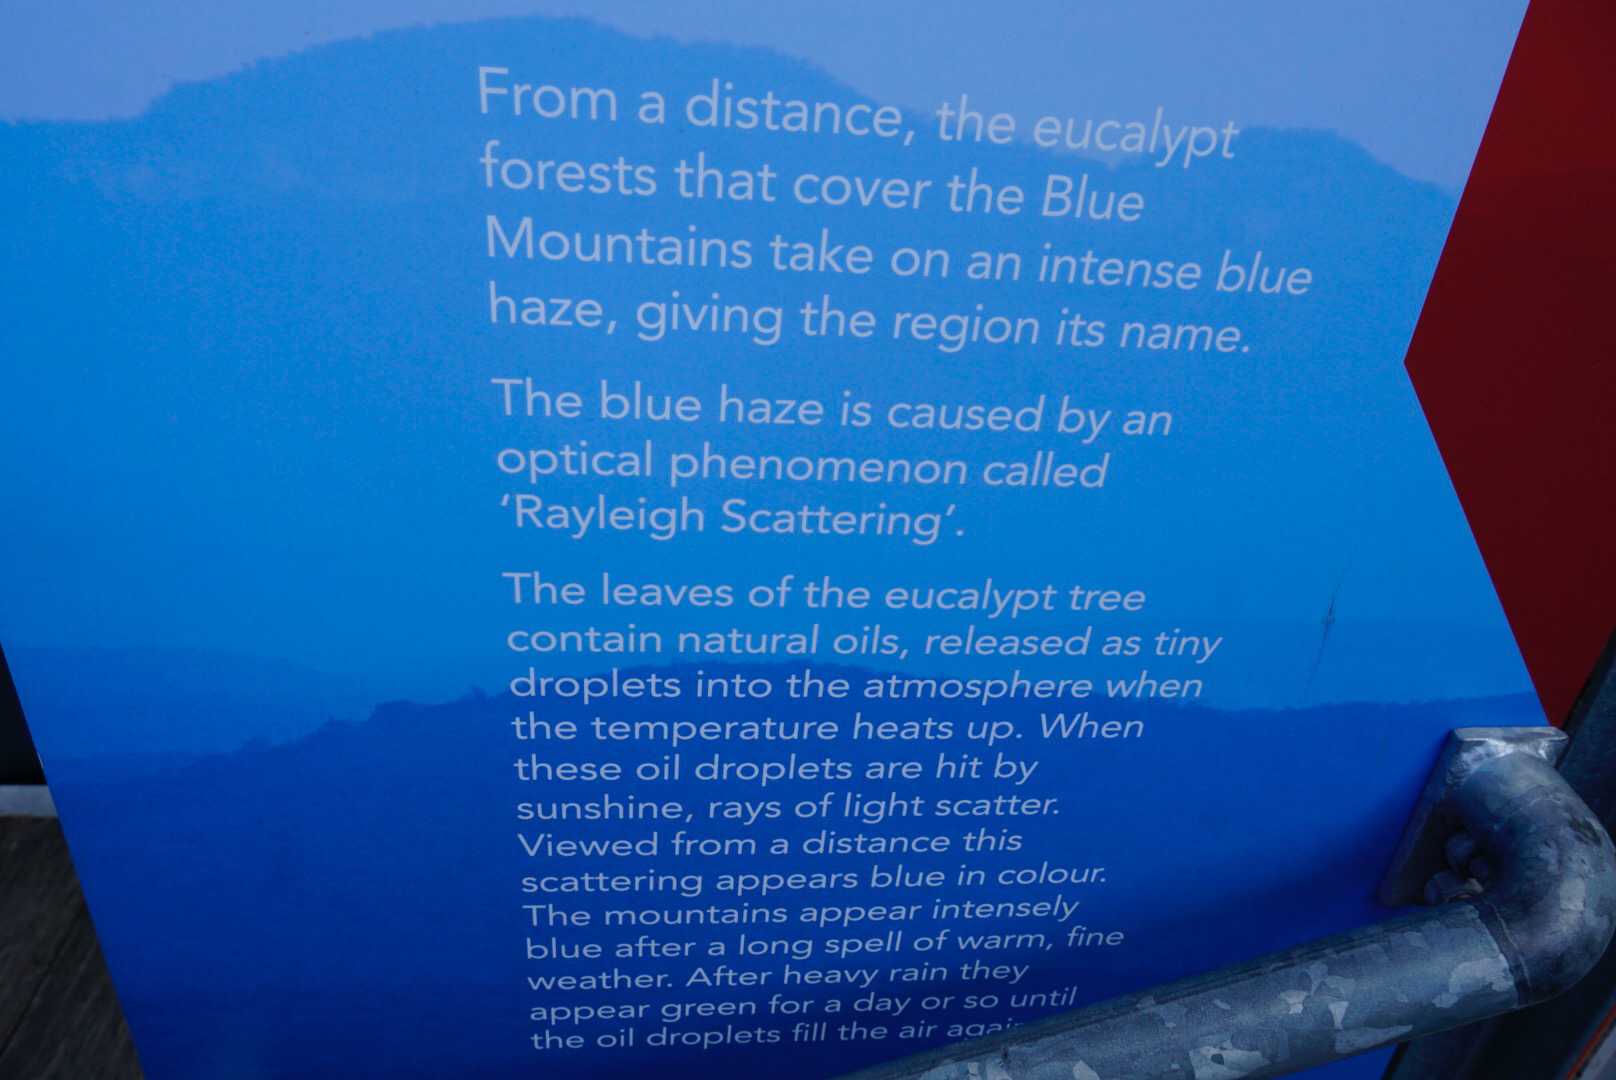 From a distance, the eucalypt
forests that cover the Blue
Mountains take on an intense blue
haze, giving the region its name.
The blue haze is caused by an
optical phenomenon called
‘Rayleigh Scattering’.
The leaves of the eucalypt tree
contain natural oils, released as tiny
droplets into the atmosphere when
the temperature heats up. When
these oil droplets are hit by
sunshine, rays of light scatter.
Viewed from a distance this
scattering appears blue in colour.
The mountains appear intensely
blue after a long spell of warm, fine
weather. After heavy rain they
appear green for a day or so until
the oil droplets fill the air